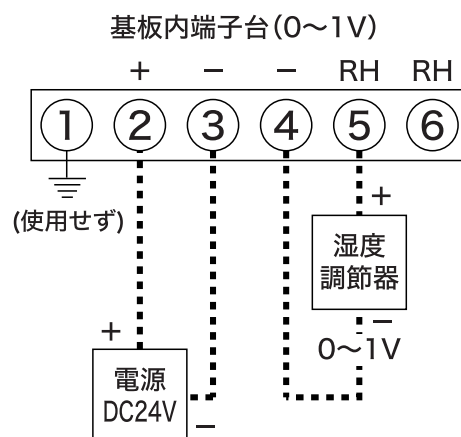 基板内端子台(0〜1V)
+ − − RH RH
1 2 3 4 5 6
(使用せず)
+
湿度
調節器
−
0〜1V
+
電源
DC24V
−